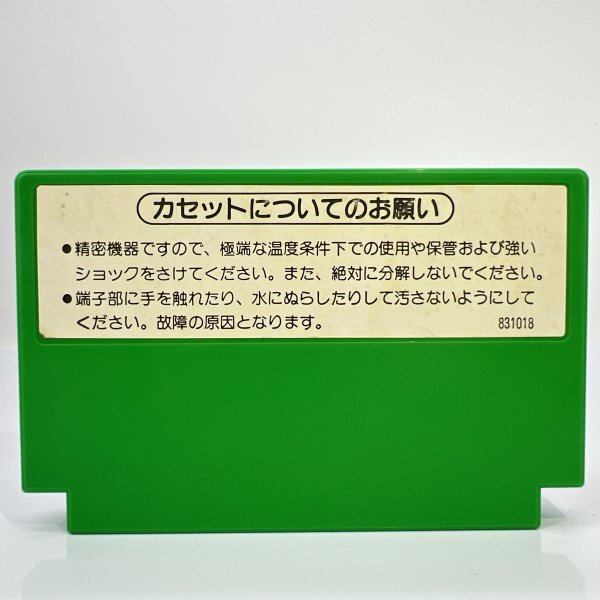 カセットについてのお願い
●精密機器ですので、極端な温度条件下での使用や保管および強い
ショックをさけてください。また、絶対に分解しないでください。
●端子部に手を触れたり、水にぬらしたりして汚さないようにして
ください。故障の原因となります。
831018